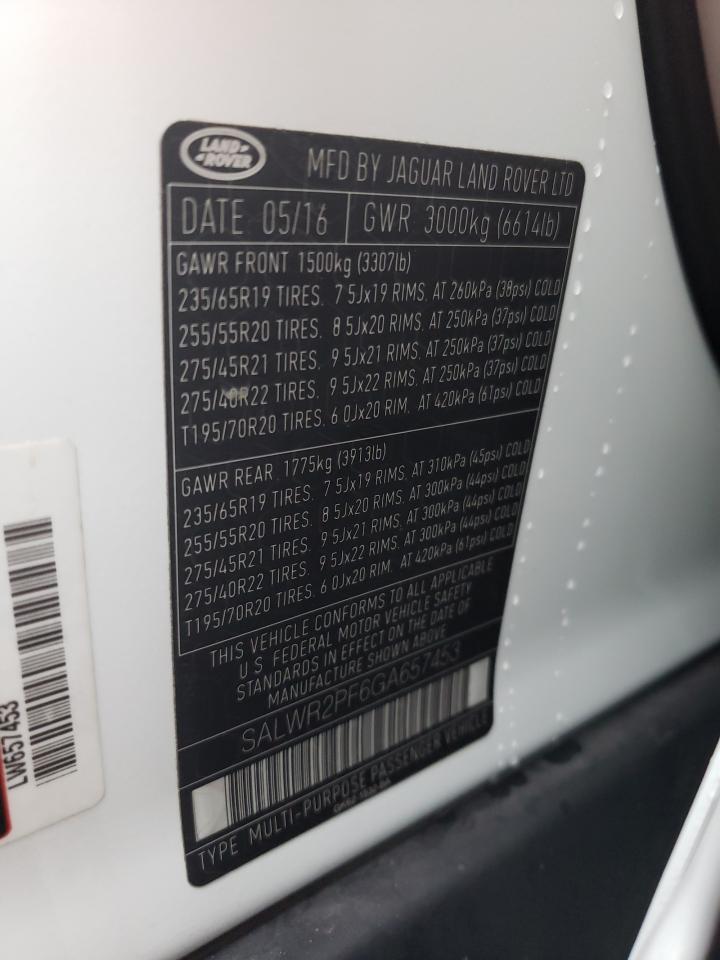 LAND
ROVER
MFD BY JAGUAR LAND ROVER LTD
DATE 05/16 GWR 3000kg (6614lb)
GAWR FRONT 1500kg (3307lb)
235/65R19 TIRES. 7 5Jx19 RIMS. AT 260kPa (38psi) COLD
255/55R20 TIRES. 8 5Jx20 RIMS. AT 250kPa (37psi) COLD
275/45R21 TIRES. 9 5Jx21 RIMS. AT 250kPa (37psi) COLD
275/40R22 TIRES. 9 5Jx22 RIMS. AT 250kPa (37psi) COLD
T195/70R20 TIRES. 6 0Jx20 RIM. AT 420kPa (61psi) COLD
GAWR REAR 1775kg (3913lb)
235/65R19 TIRES. 7 5Jx19 RIMS. AT 310kPa (45psi) COLD
255/55R20 TIRES. 8 5Jx20 RIMS. AT 300kPa (44psi) COLD
275/45R21 TIRES. 9 5Jx21 RIMS. AT 300kPa (44psi) COLD
275/40R22 TIRES. 9 5Jx22 RIMS. AT 300kPa (44psi) COLD
T195/70R20 TIRES. 6 0Jx20 RIM. AT 420kPa (61psi) COLD
THIS VEHICLE CONFORMS TO ALL APPLICABLE
U S FEDERAL MOTOR VEHICLE SAFETY
STANDARDS IN EFFECT ON THE DATE OF
MANUFACTURE SHOWN ABOVE
SALWR2PF6GA657453
TYPE MULTI-PURPOSE PASSENGER VEHICLE
LW657453